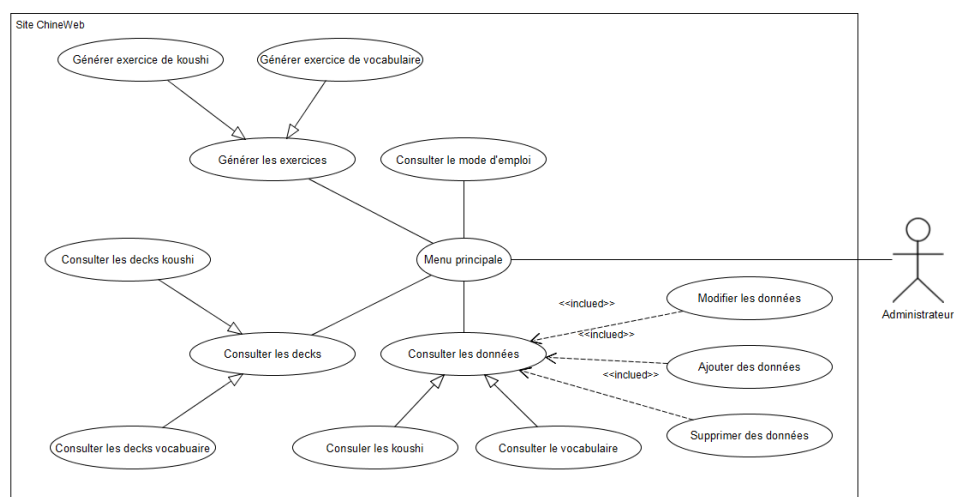 Site ChineWeb
Générer exercice de koushi
Générer exercice de vocabulaire
Générer les exercices
Consulter le mode d'emploi
Consulter les decks koushi
Menu principale
Administrateur
<<inclued>>
Modifier les données
<<inclued>>
Consulter les decks
Consulter les données
Ajouter des données
<<inclued>>
Supprimer des données
Consulter les decks vocabuaire
Consuler les koushi
Consulter le vocabulaire